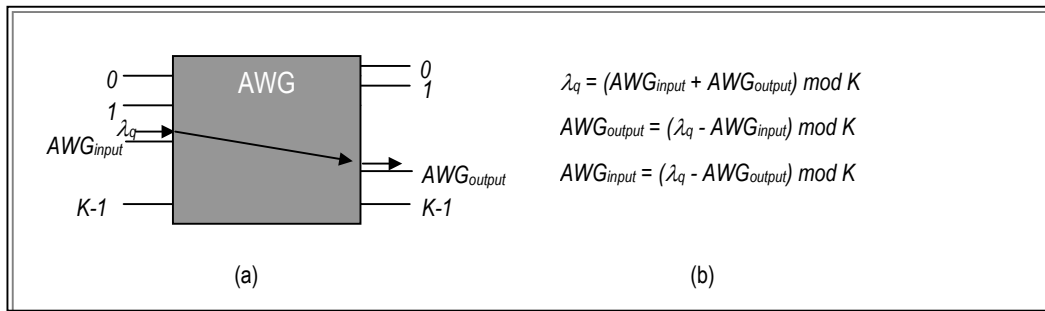 0
1
λq
AWGinput
K-1
AWG
0
1
AWGoutput
K-1
(a)
λq = (AWGinput + AWGoutput) mod K
AWGoutput = (λq - AWGinput) mod K
AWGinput = (λq - AWGoutput) mod K
(b)